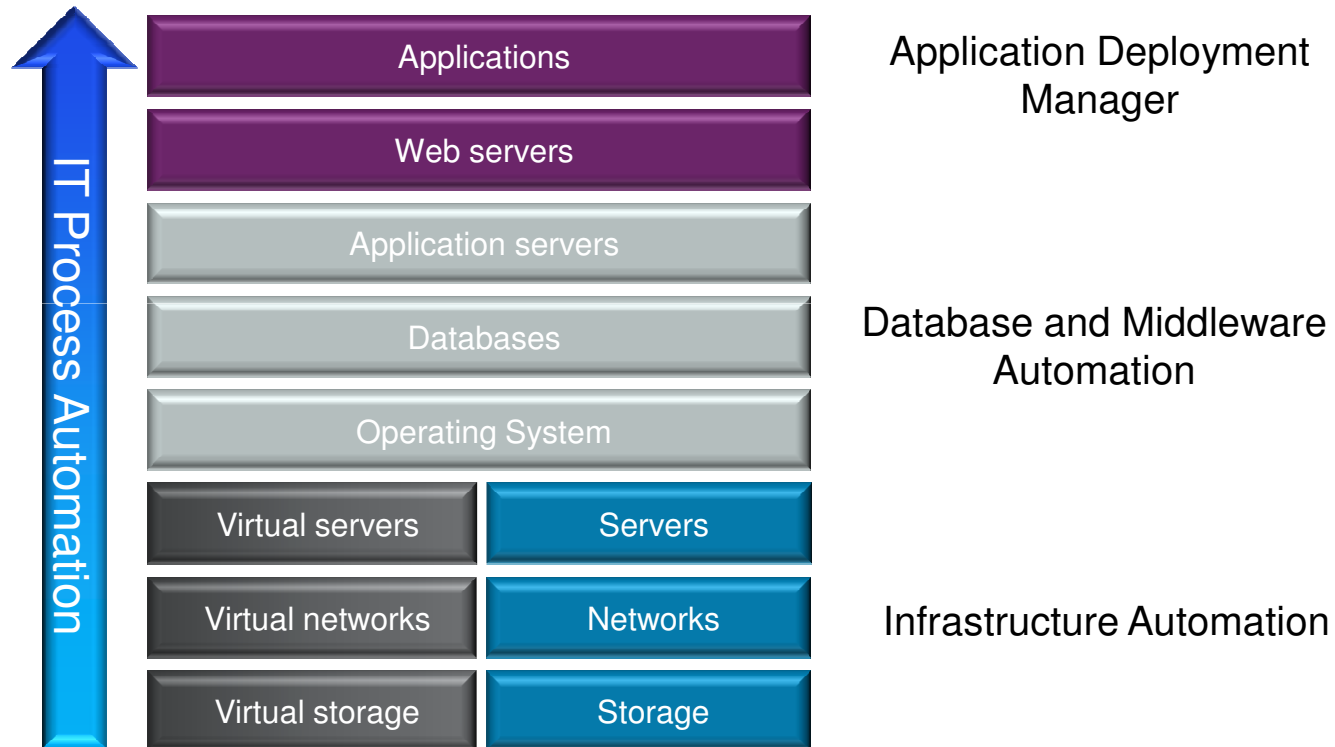 IT Process Automation
Applications
Web servers
Application servers
Databases
Operating System
Virtual servers
Servers
Virtual networks
Networks
Virtual storage
Storage
Application Deployment
Manager
Database and Middleware
Automation
Infrastructure Automation